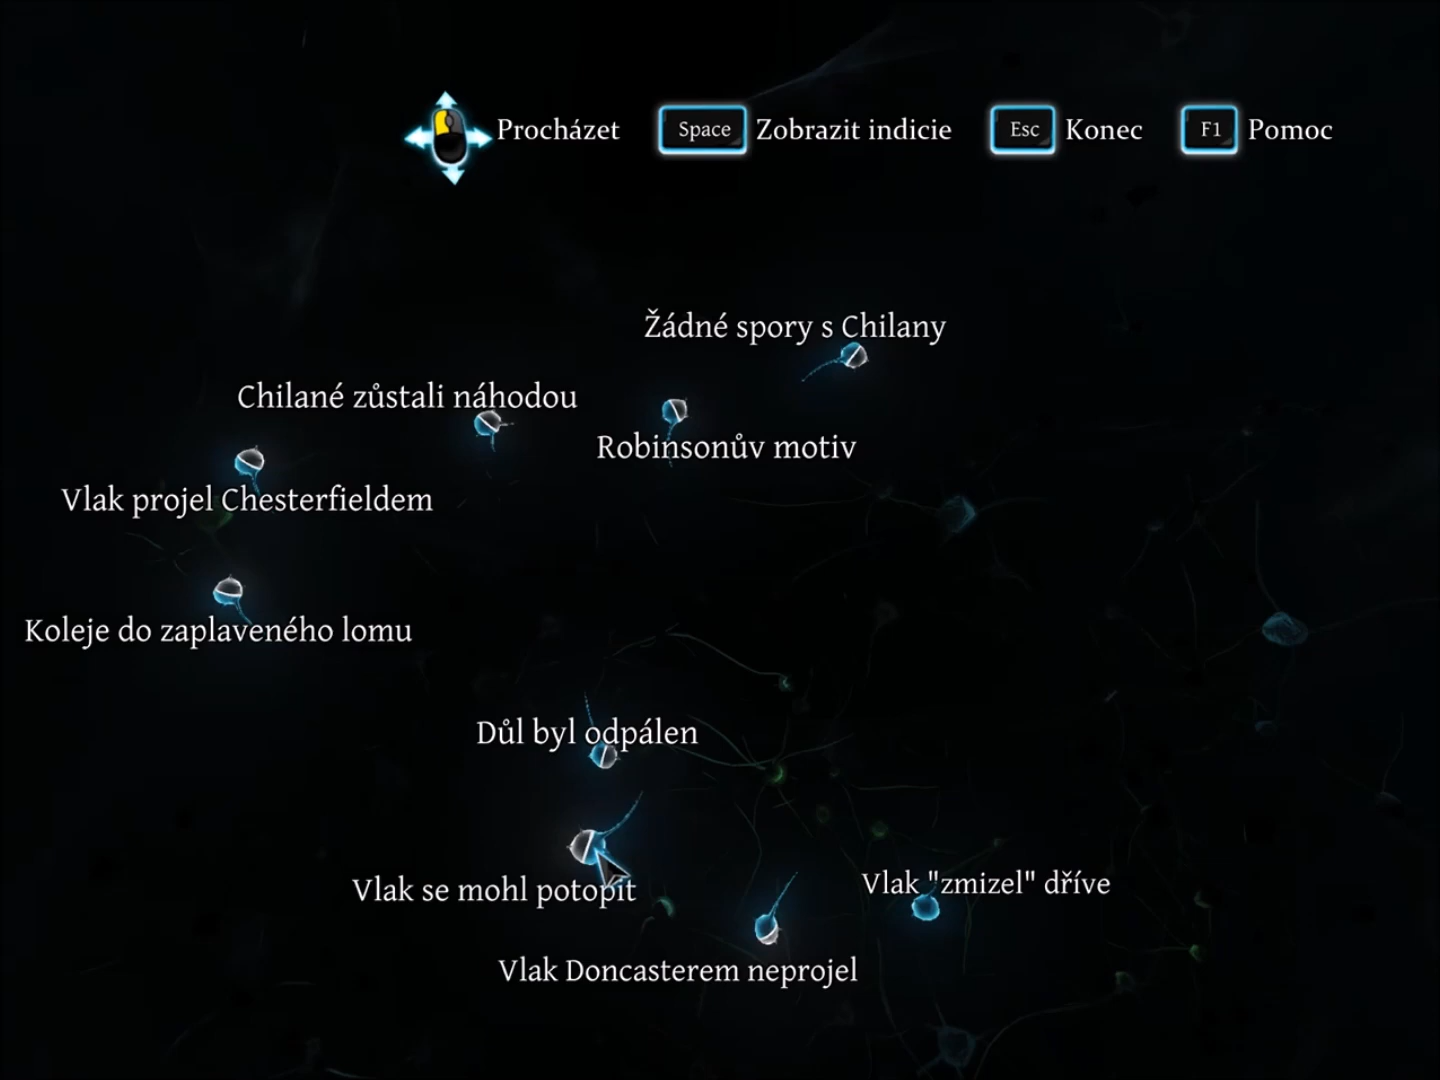 Procházet
Space Zobrazit indicie
Esc Konec
F1 Pomoc
Žádné spory s Chilany
Chilané zůstali náhodou
Robinsonův motiv
Vlak projel Chesterfieldem
Koleje do zaplaveného lomu
Důl byl odpálen
Vlak se mohl potopit
Vlak "zmizel" dříve
Vlak Doncasterem neprojel